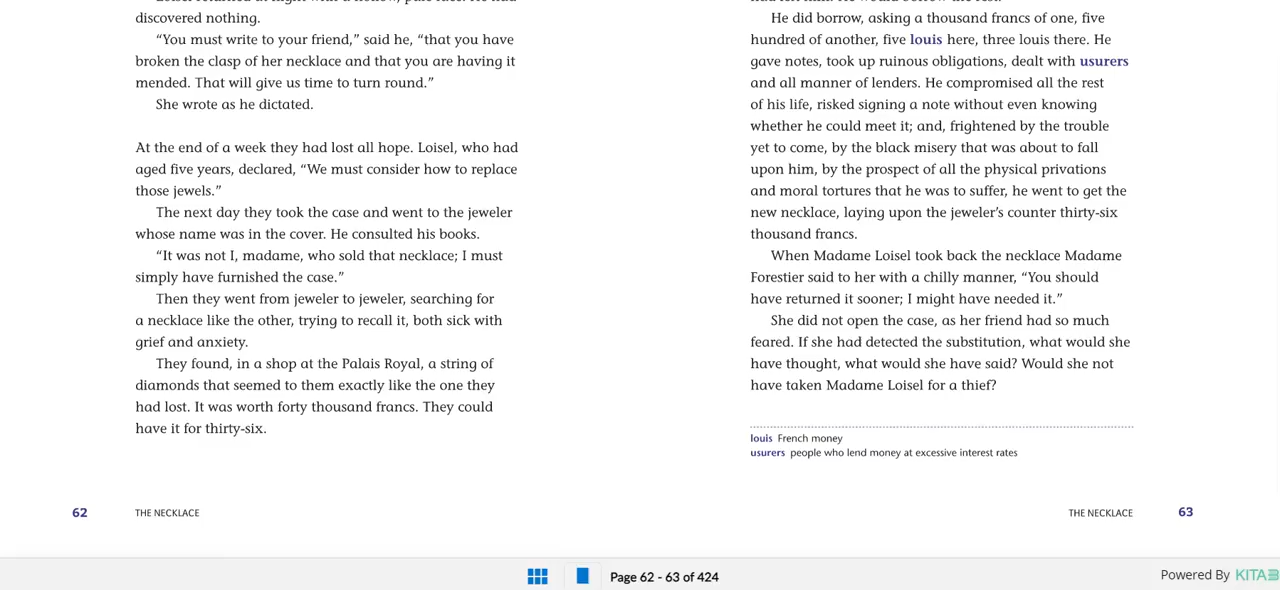 discovered nothing.
“You must write to your friend,” said he, “that you have
broken the clasp of her necklace and that you are having it
mended. That will give us time to turn round.”
She wrote as he dictated.
At the end of a week they had lost all hope. Loisel, who had
aged five years, declared, “We must consider how to replace
those jewels.”
The next day they took the case and went to the jeweler
whose name was in the cover. He consulted his books.
“It was not I, madame, who sold that necklace; I must
simply have furnished the case.”
Then they went from jeweler to jeweler, searching for
a necklace like the other, trying to recall it, both sick with
grief and anxiety.
They found, in a shop at the Palais Royal, a string of
diamonds that seemed to them exactly like the one they
had lost. It was worth forty thousand francs. They could
have it for thirty-six.
62
THE NECKLACE
He did borrow, asking a thousand francs of one, five
hundred of another, five louis here, three louis there. He
gave notes, took up ruinous obligations, dealt with usurers
and all manner of lenders. He compromised all the rest
of his life, risked signing a note without even knowing
whether he could meet it; and, frightened by the trouble
yet to come, by the black misery that was about to fall
upon him, by the prospect of all the physical privations
and moral tortures that he was to suffer, he went to get the
new necklace, laying upon the jeweler’s counter thirty-six
thousand francs.
When Madame Loisel took back the necklace Madame
Forestier said to her with a chilly manner, “You should
have returned it sooner; I might have needed it.”
She did not open the case, as her friend had so much
feared. If she had detected the substitution, what would she
have thought, what would she have said? Would she not
have taken Madame Loisel for a thief?
louis French money
usurers people who lend money at excessive interest rates
THE NECKLACE
63
Page 62 - 63 of 424
Powered By KITAB